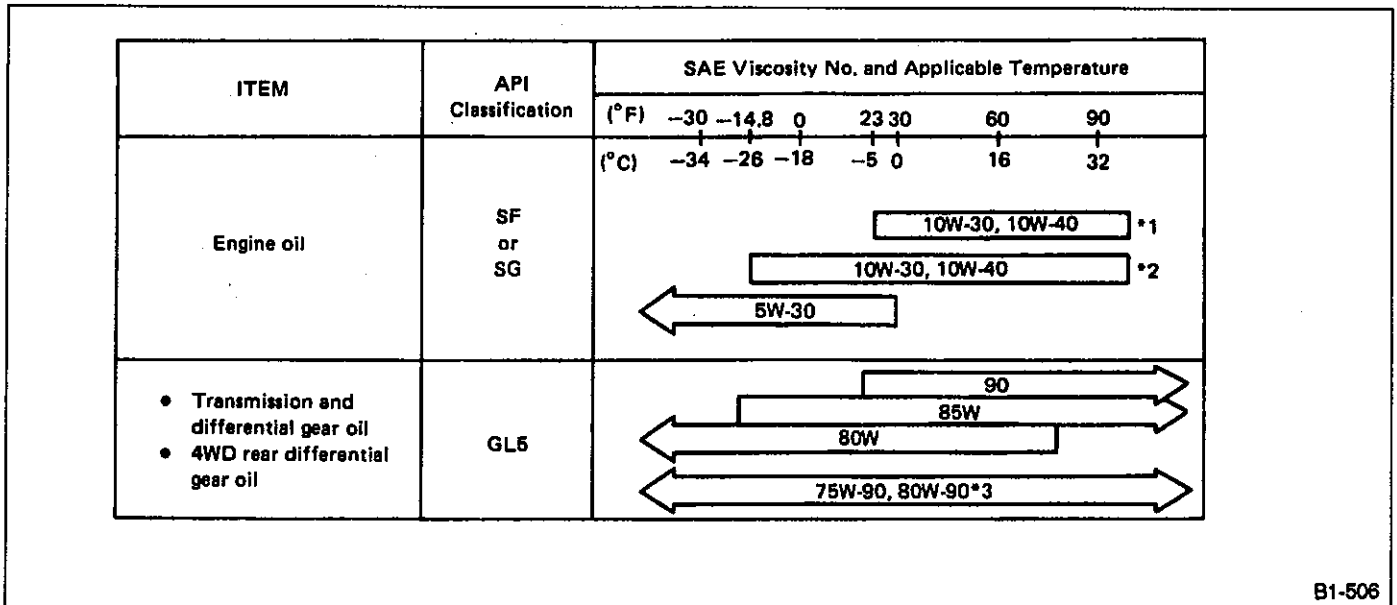 ITEM
API
Classification
SAE Viscosity No. and Applicable Temperature
(°F) −30 −14.8 0 23 30 60 90
(°C) −34 −26 −18 −5 0 16 32
Engine oil
SF
or
SG
10W-30, 10W-40 *1
10W-30, 10W-40 *2
5W-30
● Transmission and
differential gear oil
● 4WD rear differential
gear oil
GL5
90
85W
80W
75W-90, 80W-90*3
B1-506